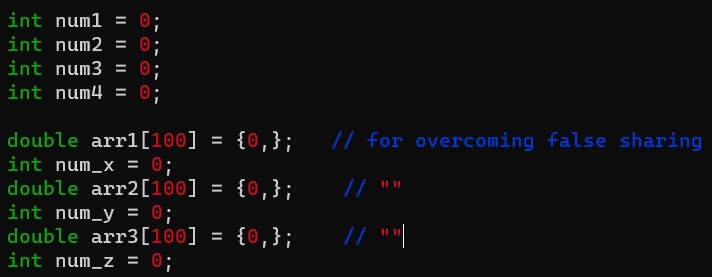 int num1 = 0;
int num2 = 0;
int num3 = 0;
int num4 = 0;
double arr1[100] = {0,};   // for overcoming false sharing
int num_x = 0;
double arr2[100] = {0,};    // ""
int num_y = 0;
double arr3[100] = {0,};    // ""
int num_z = 0;